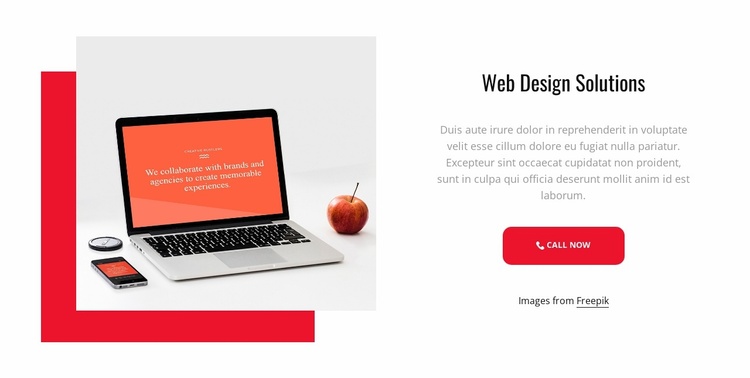 Web Design Solutions
Duis aute irure dolor in reprehenderit in voluptate
velit esse cillum dolore eu fugiat nulla pariatur.
Excepteur sint occaecat cupidatat non proident,
sunt in culpa qui officia deserunt mollit anim id est
laborum.
CALL NOW
Images from Freepik
We collaborate with brands and
agencies to create memorable
experiences.